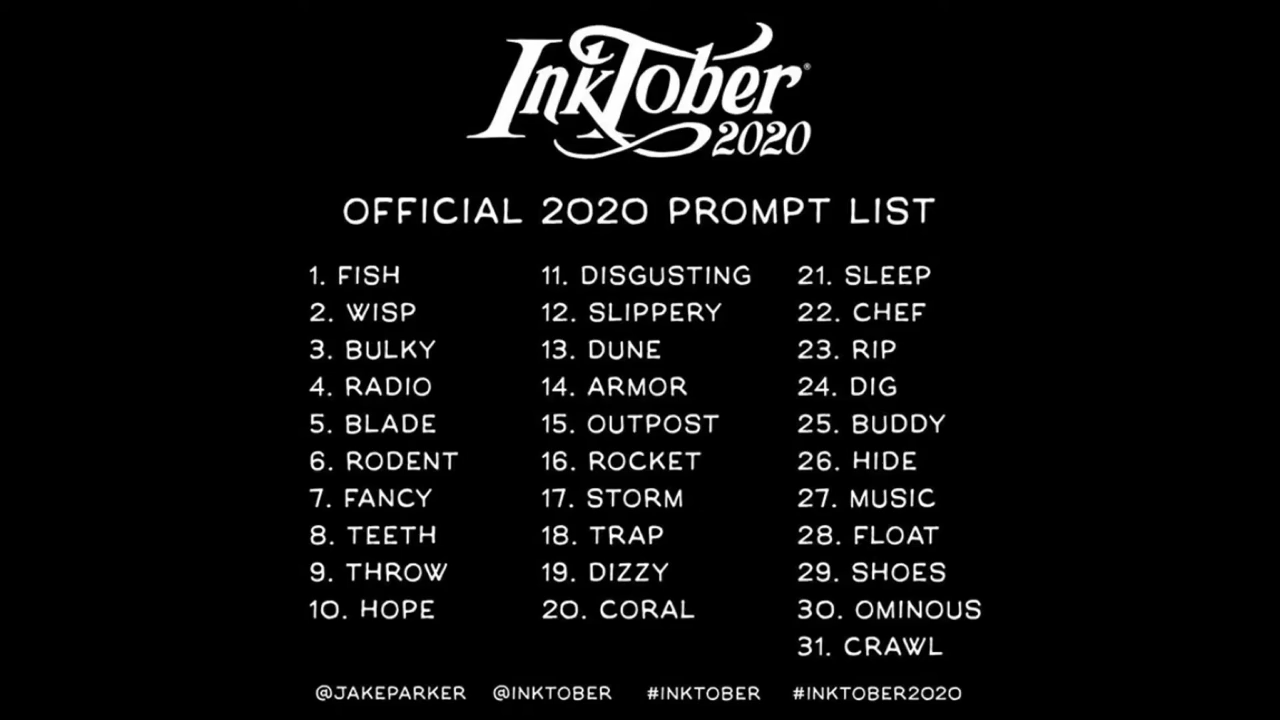 InkTober®
2020
OFFICIAL 2020 PROMPT LIST
1. FISH
2. WISP
3. BULKY
4. RADIO
5. BLADE
6. RODENT
7. FANCY
8. TEETH
9. THROW
10. HOPE
11. DISGUSTING
12. SLIPPERY
13. DUNE
14. ARMOR
15. OUTPOST
16. ROCKET
17. STORM
18. TRAP
19. DIZZY
20. CORAL
21. SLEEP
22. CHEF
23. RIP
24. DIG
25. BUDDY
26. HIDE
27. MUSIC
28. FLOAT
29. SHOES
30. OMINOUS
31. CRAWL
@JAKEPARKER @INKTOBER #INKTOBER #INKTOBER2020